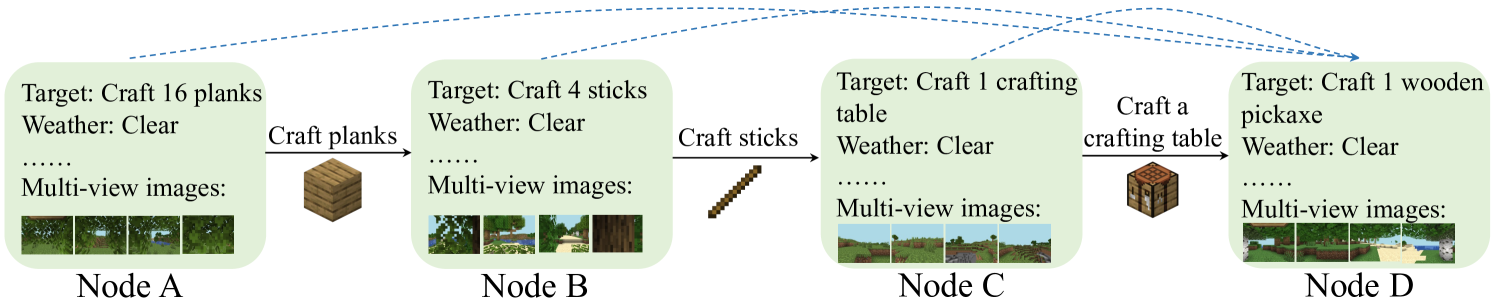 Target: Craft 16 planks
Weather: Clear
......
Multi-view images:
Node A
Craft planks
Target: Craft 4 sticks
Weather: Clear
......
Multi-view images:
Node B
Craft sticks
Target: Craft 1 crafting
table
Weather: Clear
......
Multi-view images:
Node C
Craft a
crafting table
Target: Craft 1 wooden
pickaxe
Weather: Clear
......
Multi-view images:
Node D